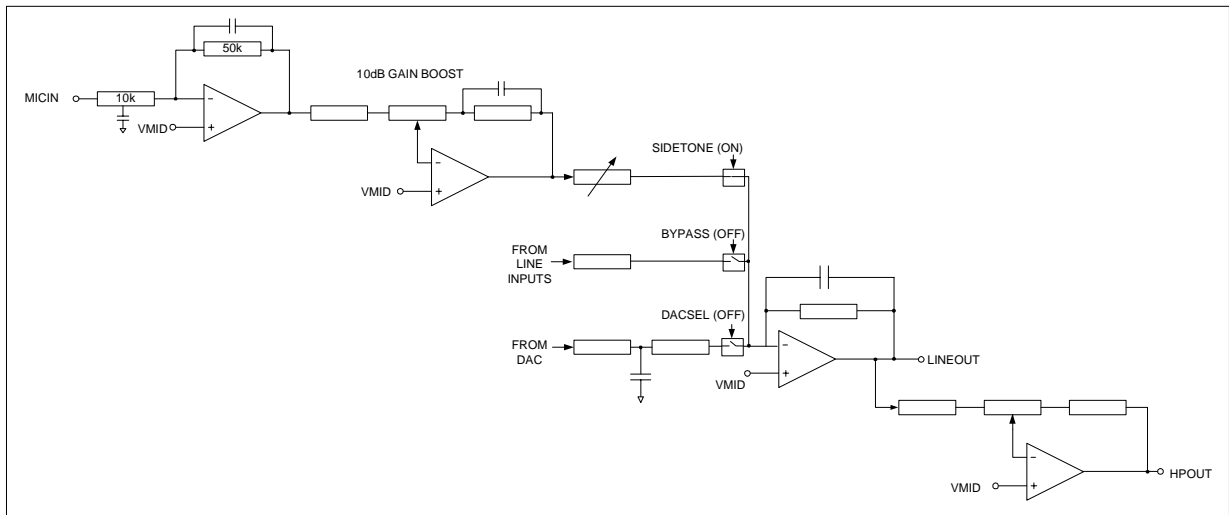 50k
10dB GAIN BOOST
MICIN
10k
−
+
VMID
SIDETONE (ON)
−
+
VMID
BYPASS (OFF)
FROM
LINE
INPUTS
DACSEL (OFF)
FROM
DAC
−
+
VMID
LINEOUT
−
+
VMID
HPOUT